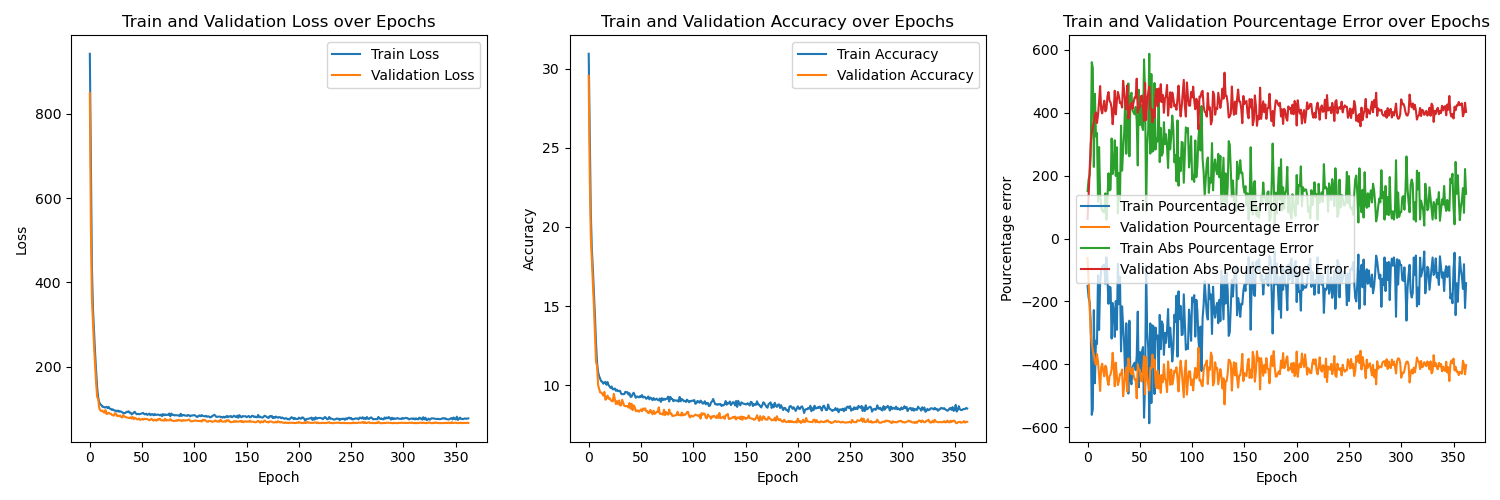 Train and Validation Loss over Epochs
Loss
800
600
400
200
0 50 100 150 200 250 300 350
Epoch
Train Loss
Validation Loss
Train and Validation Accuracy over Epochs
Accuracy
30
25
20
15
10
0 50 100 150 200 250 300 350
Epoch
Train Accuracy
Validation Accuracy
Train and Validation Pourcentage Error over Epochs
Pourcentage error
600
400
200
0
−200
−400
−600
0 50 100 150 200 250 300 350
Epoch
Train Pourcentage Error
Validation Pourcentage Error
Train Abs Pourcentage Error
Validation Abs Pourcentage Error